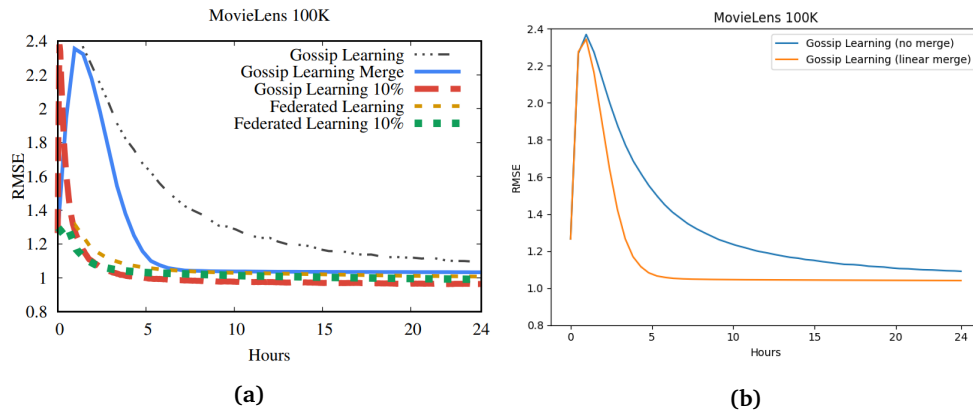 MovieLens 100K
2.4
2.2
2
1.8
1.6
1.4
1.2
1
0.8
RMSE
Gossip Learning
Gossip Learning Merge
Gossip Learning 10%
Federated Learning
Federated Learning 10%
0 5 10 15 20 24
Hours
(a)
MovieLens 100K
2.4
2.2
2.0
1.8
1.6
1.4
1.2
1.0
0.8
RMSE
Gossip Learning (no merge)
Gossip Learning (linear merge)
0 5 10 15 20 24
Hours
(b)